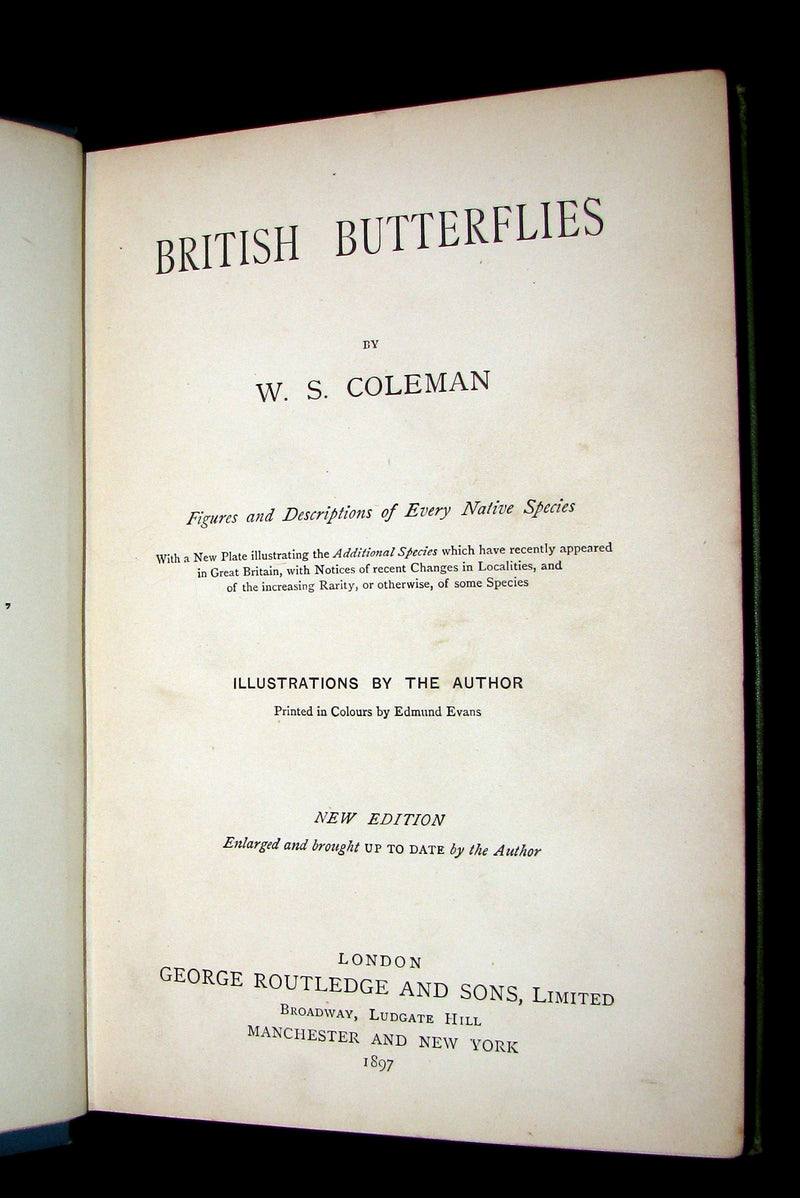 BRITISH BUTTERFLIES
BY
W. S. COLEMAN
Figures and Descriptions of Every Native Species
With a New Plate illustrating the Additional Species which have recently appeared
in Great Britain, with Notices of recent Changes in Localities, and
of the increasing Rarity, or otherwise, of some Species
ILLUSTRATIONS BY THE AUTHOR
Printed in Colours by Edmund Evans
NEW EDITION
Enlarged and brought UP TO DATE by the Author
LONDON
GEORGE ROUTLEDGE AND SONS, LIMITED
BROADWAY, LUDGATE HILL
MANCHESTER AND NEW YORK
1897